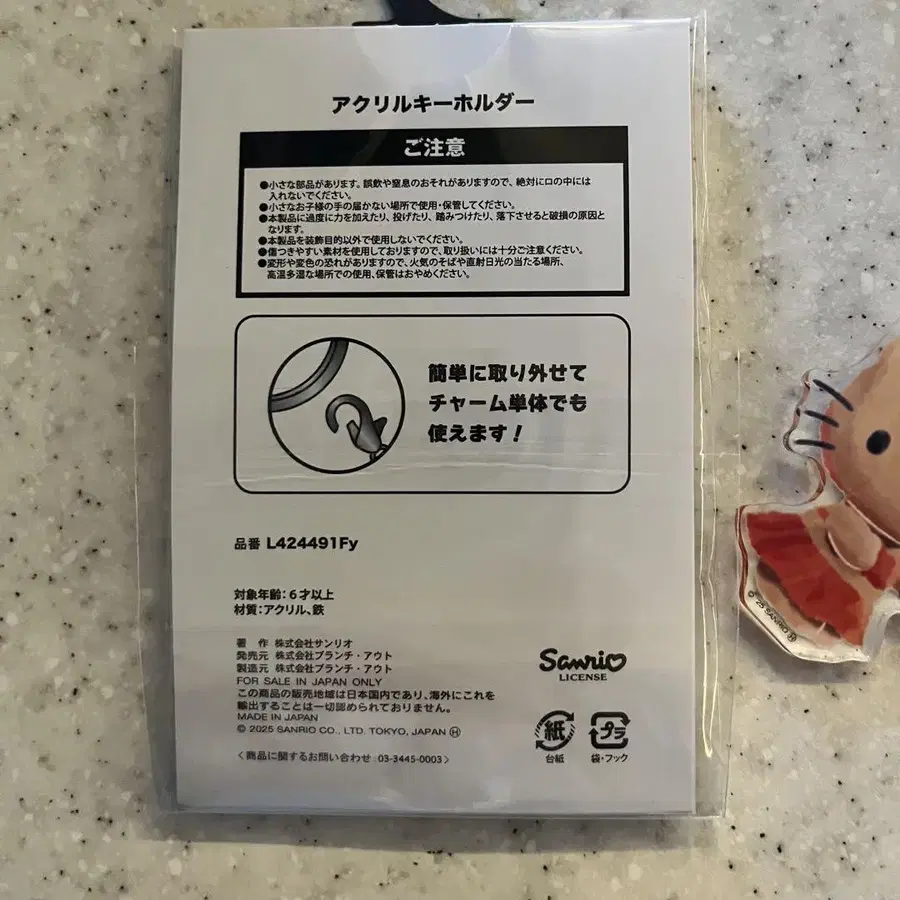 アクリルキーホルダー
ご注意
●小さな部品があります。誤飲や窒息のおそれがありますので、絶対に口の中には
入れないでください。
●小さなお子様の手の届かない場所で使用・保管してください。
●本製品に過度に力を加えたり、投げたり、踏みつけたり、落下させると破損の原因と
なります。
●本製品を装飾目的以外で使用しないでください。
●傷つきやすい素材を使用しておりますので、取り扱いには十分ご注意ください。
●変形や変色の恐れがありますので、火気のそばや直射日光の当たる場所、
高温多湿な場所での使用、保管はおやめください。
簡単に取り外せて
チャーム単体でも
使えます!
品番 L424491Fy
対象年齢:6才以上
材質:アクリル、鉄
著 作 株式会社サンリオ
発売元 株式会社ブランチ・アウト
製造元 株式会社ブランチ・アウト
FOR SALE IN JAPAN ONLY
この商品の販売地域は日本国内であり、海外にこれを
輸出することは一切認められておりません。
MADE IN JAPAN
© 2025 SANRIO CO., LTD. TOKYO, JAPAN Ⓗ
〈商品に関するお問い合わせ:03-3445-0003〉
Sanrio
LICENSE
紙
台紙
プラ
袋・フック
© '25 SANRIO Ⓗ